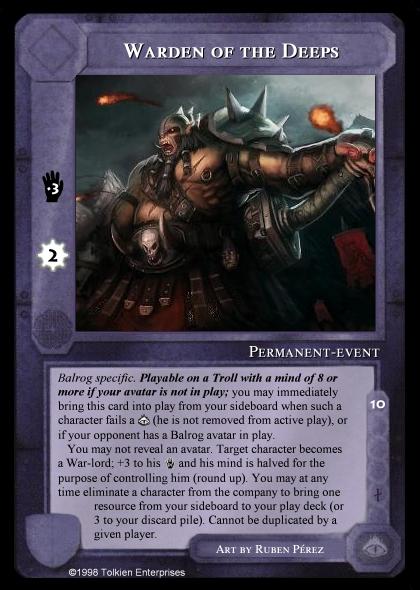 WARDEN OF THE DEEPS
·3
2
PERMANENT-EVENT
Balrog specific. Playable on a Troll with a mind of 8 or
more if your avatar is not in play; you may immediately
bring this card into play from your sideboard when such a
character fails a (he is not removed from active play), or
if your opponent has a Balrog avatar in play.
You may not reveal an avatar. Target character becomes
a War-lord; +3 to his and his mind is halved for the
purpose of controlling him (round up). You may at any
time eliminate a character from the company to bring one
resource from your sideboard to your play deck (or
3 to your discard pile). Cannot be duplicated by a
given player.
10
ART BY RUBEN PÉREZ
©1998 Tolkien Enterprises